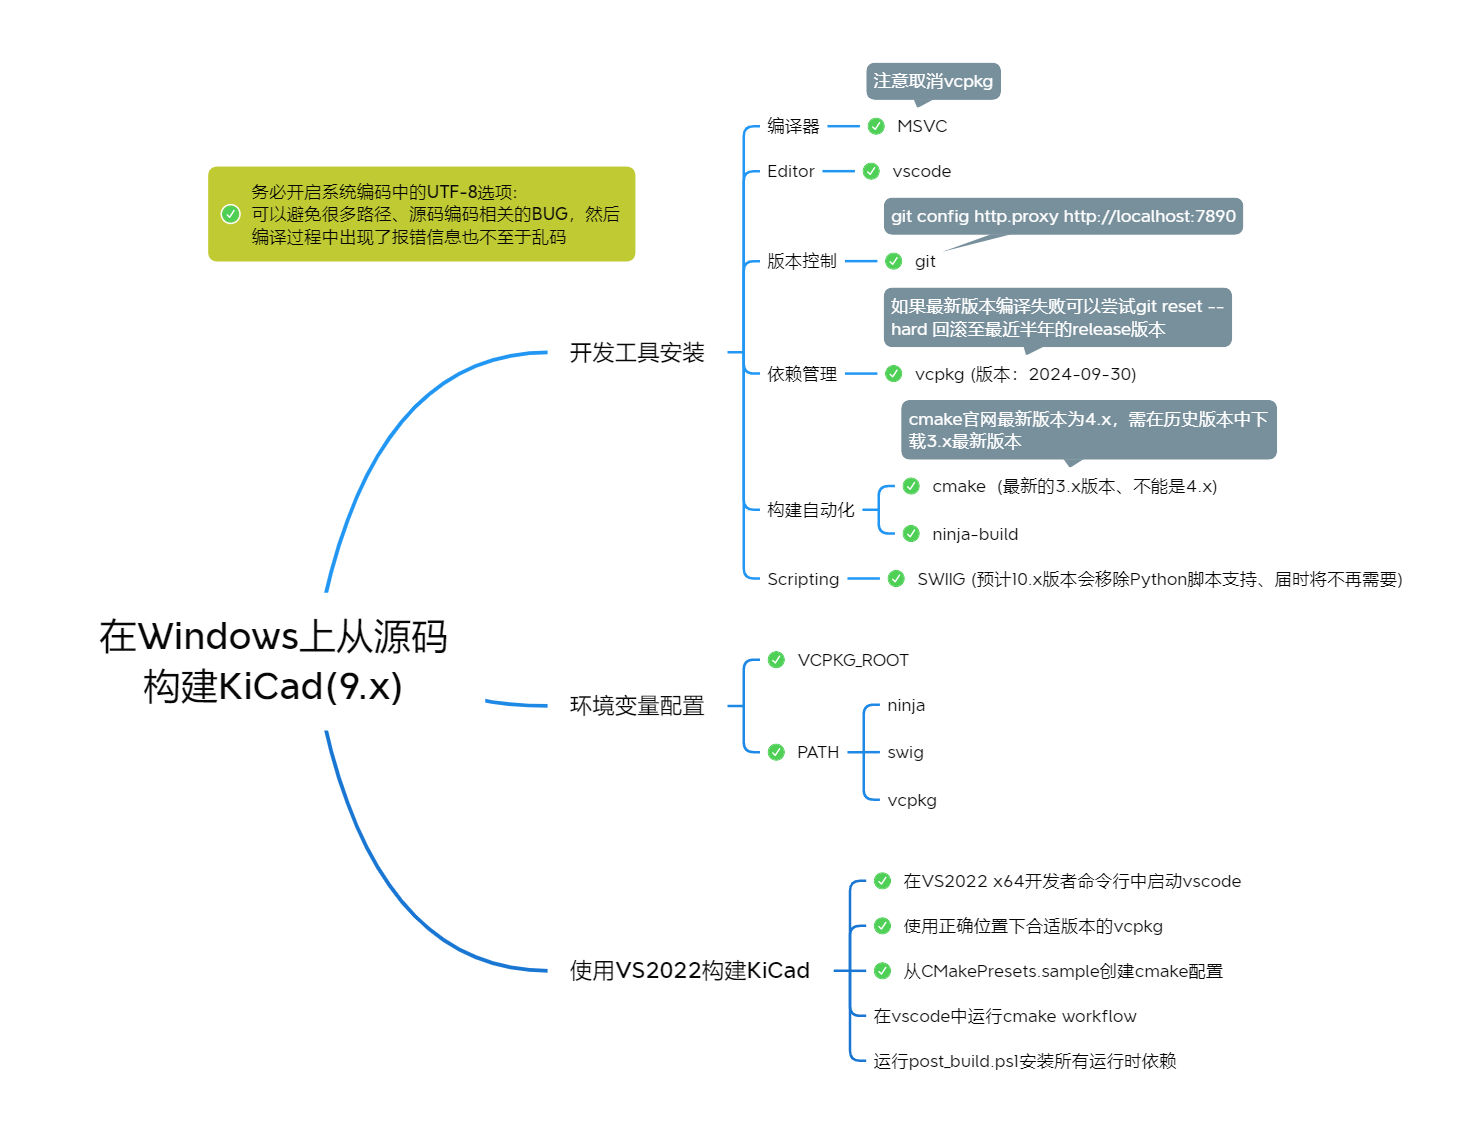 注意取消vcpkg
编译器
MSVC
Editor
vscode
务必开启系统编码中的UTF-8选项:
可以避免很多路径、源码编码相关的BUG，然后
编译过程中出现了报错信息也不至于乱码
git config http.proxy http://localhost:7890
版本控制
git
如果最新版本编译失败可以尝试git reset --
hard 回滚至最近半年的release版本
开发工具安装
依赖管理
vcpkg (版本：2024-09-30)
cmake官网最新版本为4.x，需在历史版本中下
载3.x最新版本
构建自动化
cmake  (最新的3.x版本、不能是4.x)
ninja-build
Scripting
SWIIG (预计10.x版本会移除Python脚本支持、届时将不再需要)
在Windows上从源码
构建KiCad(9.x)
环境变量配置
VCPKG_ROOT
PATH
ninja
swig
vcpkg
使用VS2022构建KiCad
在VS2022 x64开发者命令行中启动vscode
使用正确位置下合适版本的vcpkg
从CMakePresets.sample创建cmake配置
在vscode中运行cmake workflow
运行post_build.ps1安装所有运行时依赖